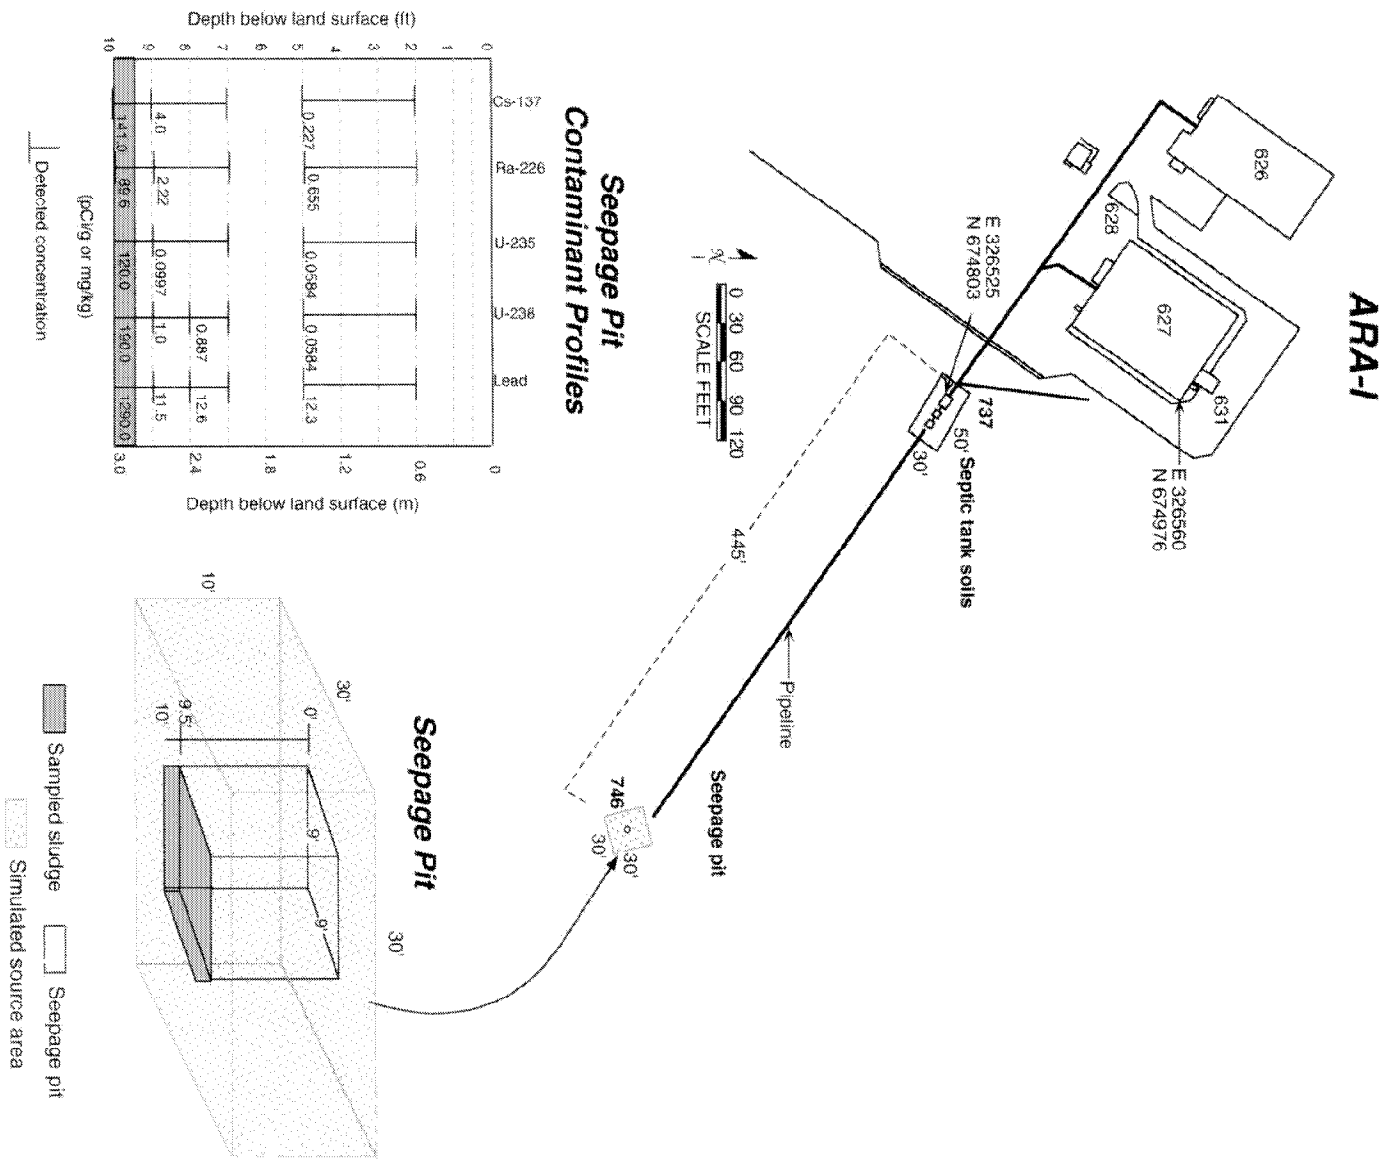 ARA-I
626
628
627
631
E 326560
N 674976
E 326525
N 674803
737
50'
Septic tank soils
30'
0 30 60 90 120
SCALE FEET
445'
Pipeline
Seepage pit
746
30'
30'
Seepage Pit
Contaminant Profiles
Cs-137
Ra-226
U-235
U-238
Lead
Depth below land surface (ft)
0
1
2
3
4
5
6
7
8
9
10
0.227
0.655
0.0584
0.0584
12.3
0.887
12.6
4.0
2.22
0.0997
1.0
11.5
141.0
89.6
120.0
190.0
1290.0
0
0.6
1.2
1.8
2.4
3.0
Depth below land surface (m)
(pCi/g or mg/kg)
Detected concentration
Seepage Pit
30'
30'
10'
0'
9'
9'
9.5'
10'
Sampled sludge
Seepage pit
Simulated source area